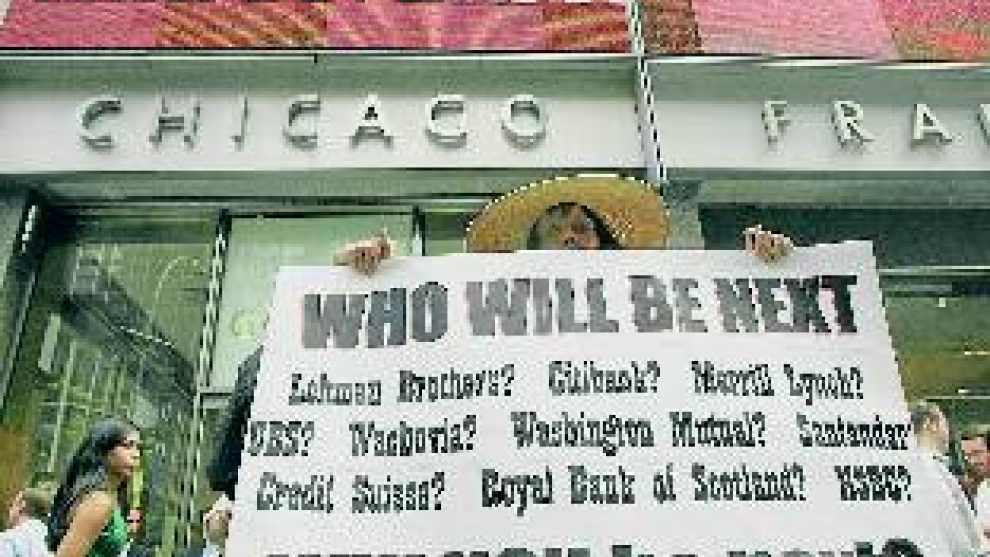 CHICAGO FRA
WHO WILL BE NEXT
Lehman Brothers? Citibank? Merrill Lynch?
UBS? Wachovia? Washington Mutual? Santander
Credit Suisse? Royal Bank of Scotland? HSBC?